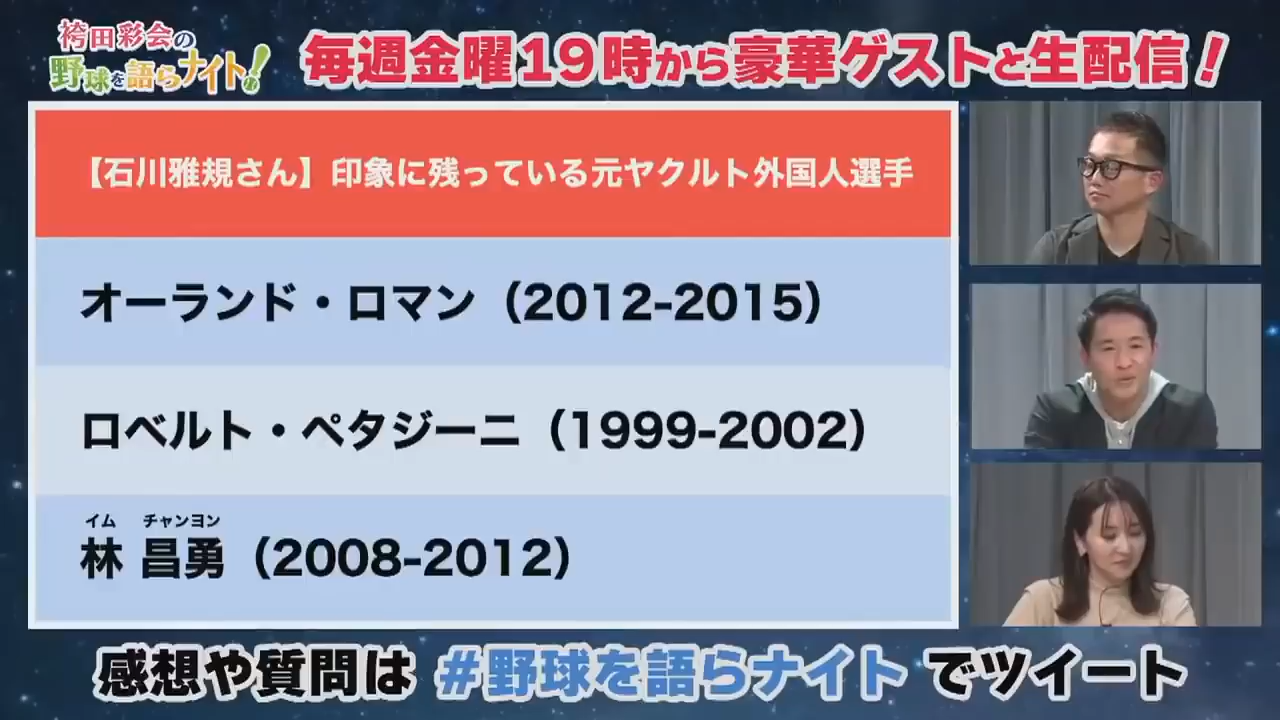 袴田彩会の
野球を語らナイト!
毎週金曜19時から豪華ゲストと生配信！
【石川雅規さん】印象に残っている元ヤクルト外国人選手
オーランド・ロマン（2012-2015）
ロベルト・ペタジーニ（1999-2002）
イム チャンヨン
林 昌勇（2008-2012）
感想や質問は #野球を語らナイト でツイート